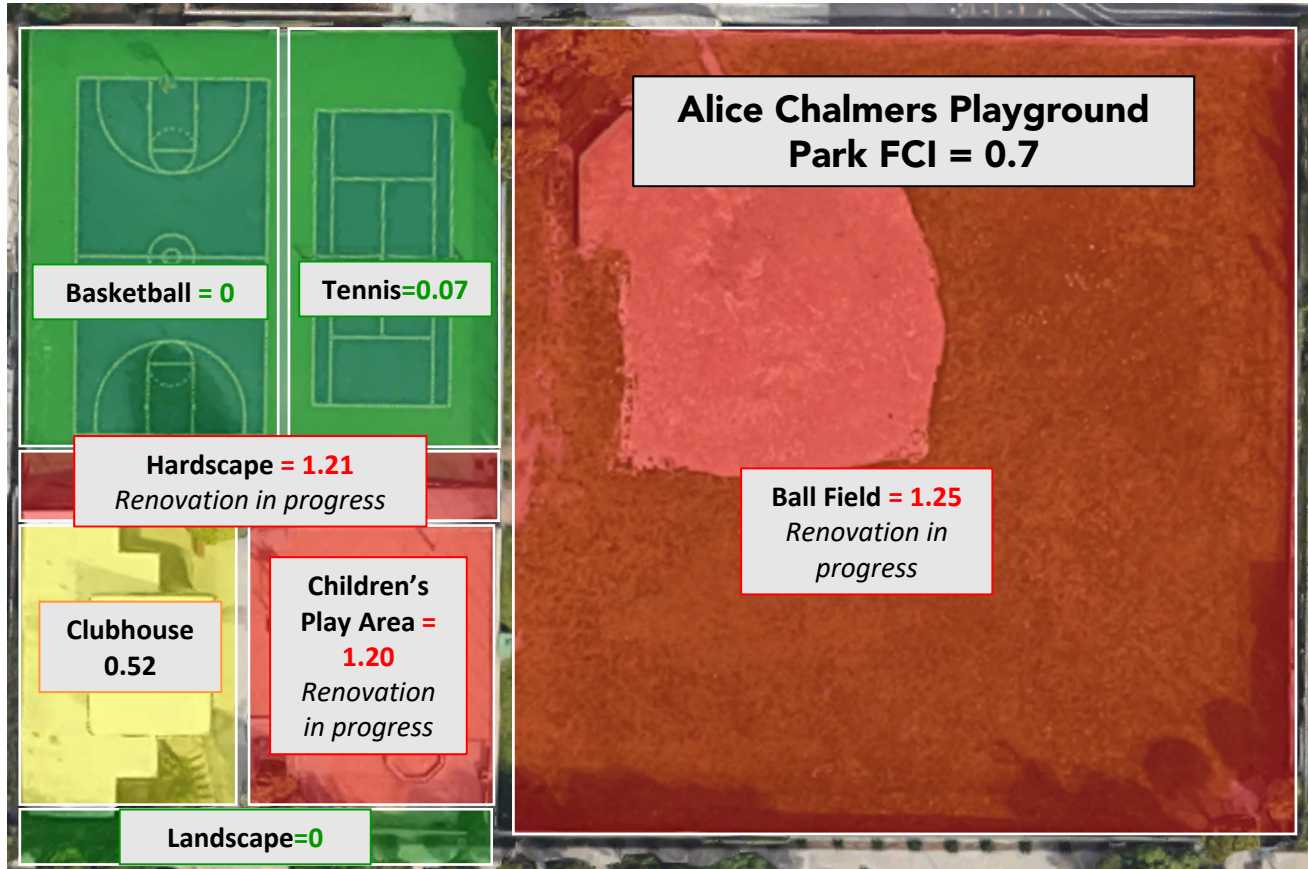 Alice Chalmers Playground
Park FCI = 0.7
Basketball = 0
Tennis=0.07
Hardscape = 1.21
Renovation in progress
Ball Field = 1.25
Renovation in
progress
Clubhouse
0.52
Children’s
Play Area =
1.20
Renovation
in progress
Landscape=0